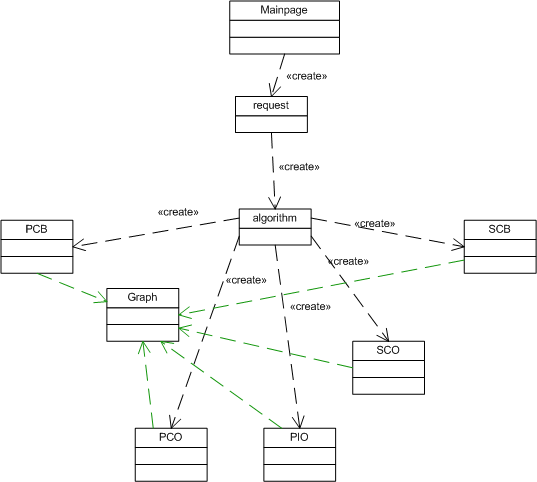 Mainpage
«create»
request
«create»
algorithm
«create»
«create»
PCB
SCB
«create»
«create»
Graph
«create»
SCO
PCO
PIO